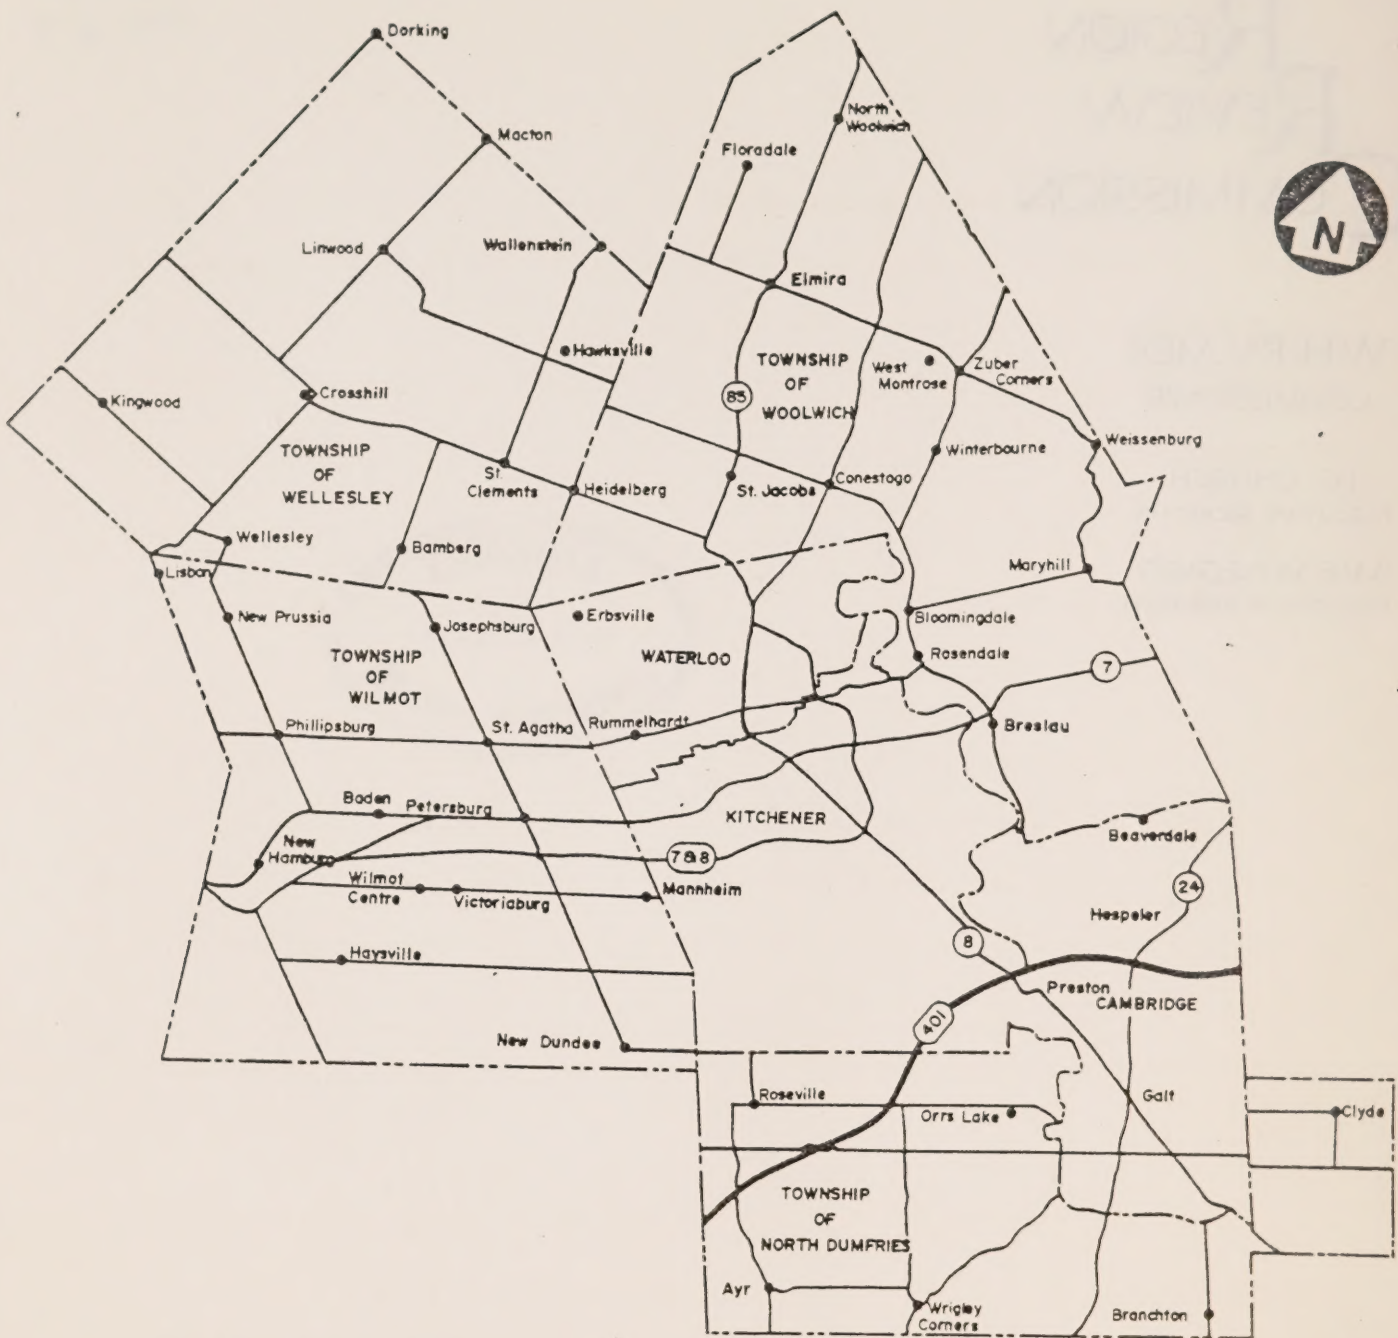 Dorking
North
Woolwich
Macton
Floradale
Linwood
Wallenstein
N
Elmira
Hawksville
TOWNSHIP
OF
WOOLWICH
West
Montrose
Zuber
Corners
Kingwood
Crosshill
85
Weissenburg
TOWNSHIP
OF
WELLESLEY
Winterbourne
St.
Clements
Heidelberg
St. Jacobs
Conestogo
Wellesley
Bamberg
Maryhill
Lisbon
New Prussia
Josephsburg
Erbsville
Bloomingdale
TOWNSHIP
OF
WILMOT
WATERLOO
Rosendale
7
Phillipsburg
St. Agatha
Rummelhardt
Breslau
Baden
Petersburg
KITCHENER
Beaverdale
New
Hamburg
7&8
Wilmot
Centre
Victoriaburg
Mannheim
24
Hespeler
8
Haysville
Preston
CAMBRIDGE
401
New Dundee
Roseville
Orrs Lake
Galt
Clyde
TOWNSHIP
OF
NORTH DUMFRIES
Ayr
Wrigley
Corners
Branchton